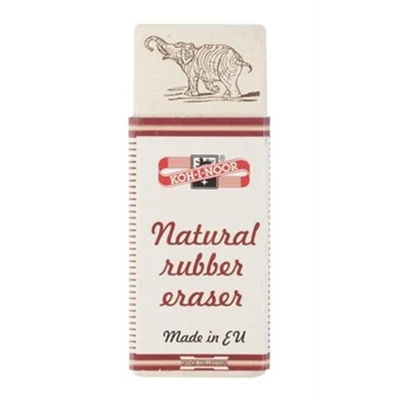 KOH-I-NOOR
®
Natural
rubber
eraser
Made in EU